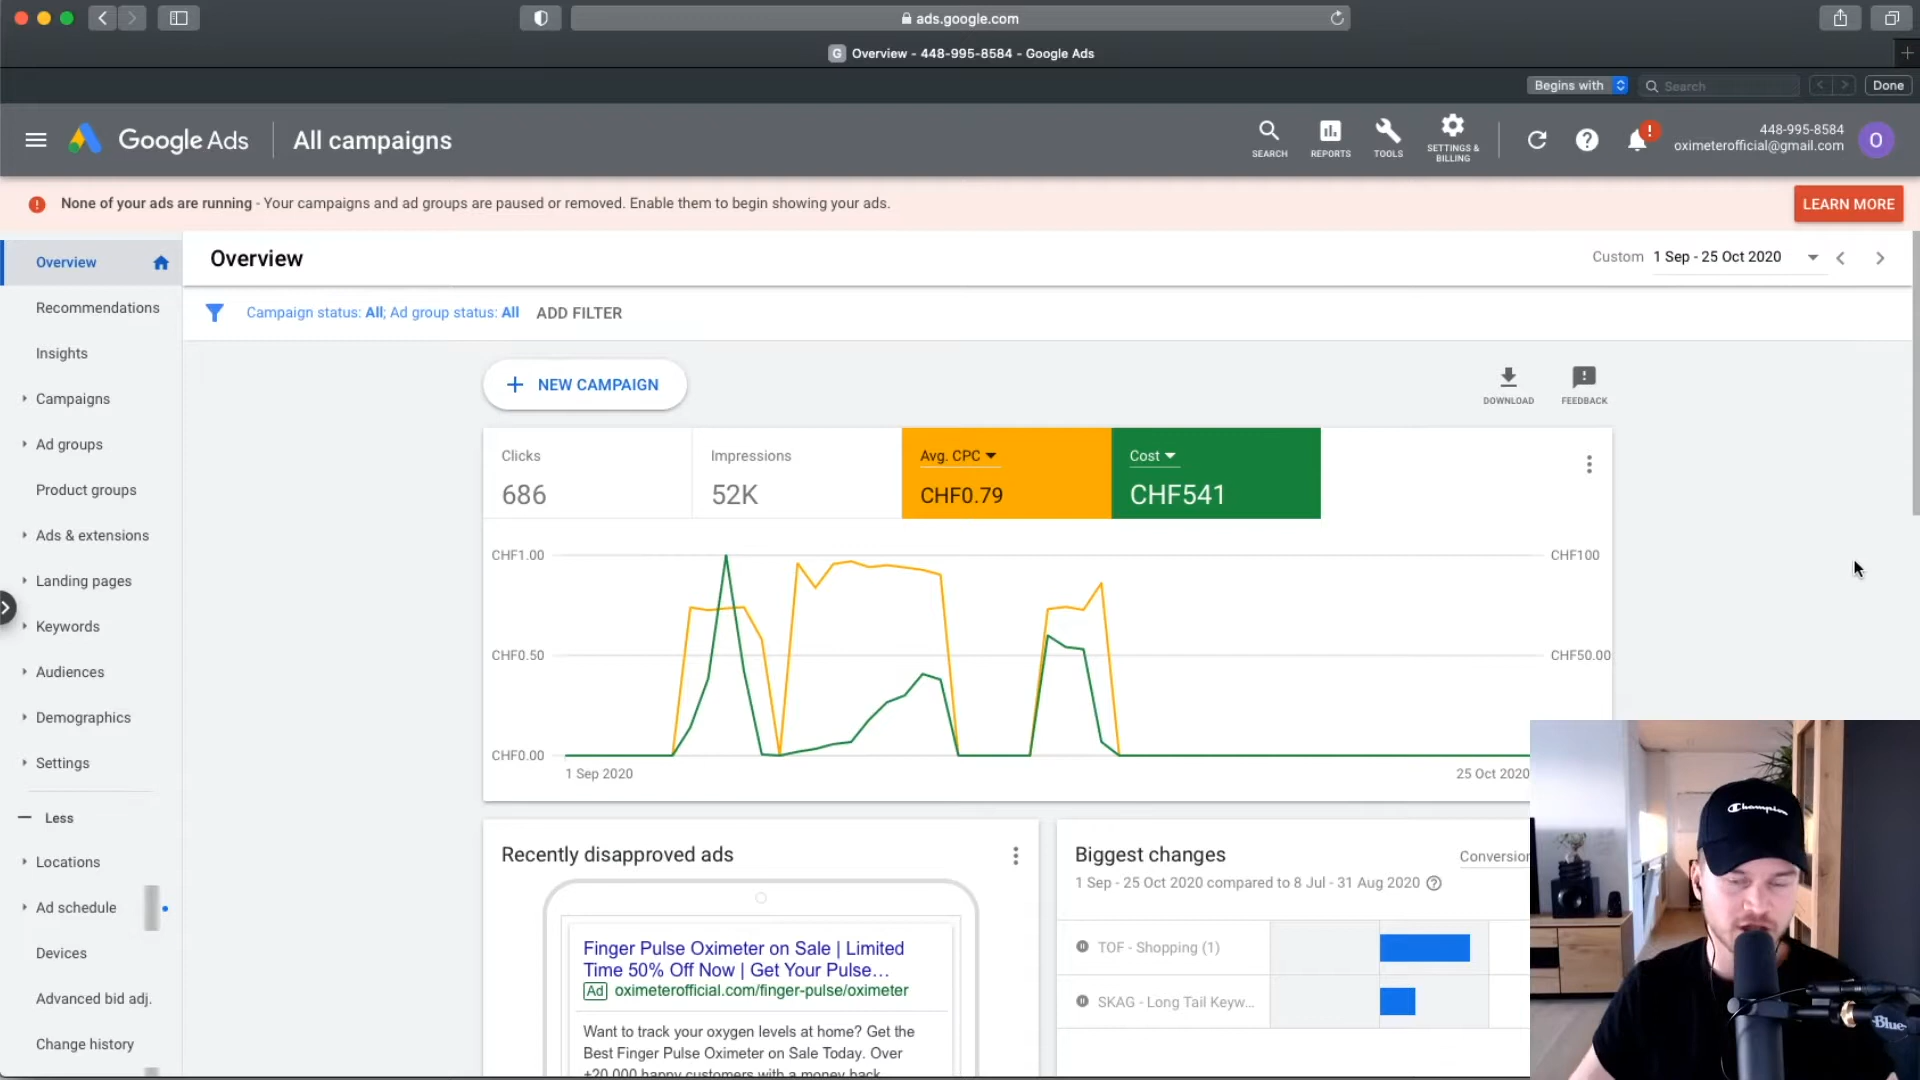 ads.google.com
G Overview - 448-995-8584 - Google Ads
Begins with
Search
Done
Google Ads
All campaigns
SEARCH
REPORTS
TOOLS
SETTINGS &
BILLING
448-995-8584
oximeterofficial@gmail.com
O
None of your ads are running - Your campaigns and ad groups are paused or removed. Enable them to begin showing your ads.
LEARN MORE
Overview
Recommendations
Insights
Campaigns
Ad groups
Product groups
Ads & extensions
Landing pages
Keywords
Audiences
Demographics
Settings
Less
Locations
Ad schedule
Devices
Advanced bid adj.
Change history
Overview
Custom 1 Sep - 25 Oct 2020
Campaign status: All; Ad group status: All ADD FILTER
NEW CAMPAIGN
DOWNLOAD
FEEDBACK
Clicks
686
Impressions
52K
Avg. CPC
CHF0.79
Cost
CHF541
CHF1.00
CHF100
CHF0.50
CHF50.00
CHF0.00
1 Sep 2020
25 Oct 2020
Recently disapproved ads
Finger Pulse Oximeter on Sale | Limited
Time 50% Off Now | Get Your Pulse...
Ad oximeterofficial.com/finger-pulse/oximeter
Want to track your oxygen levels at home? Get the
Best Finger Pulse Oximeter on Sale Today. Over
+20,000 happy customers with a money back
Biggest changes
Conversion
1 Sep - 25 Oct 2020 compared to 8 Jul - 31 Aug 2020
TOF - Shopping (1)
SKAG - Long Tail Keyw...
Champion
Blue